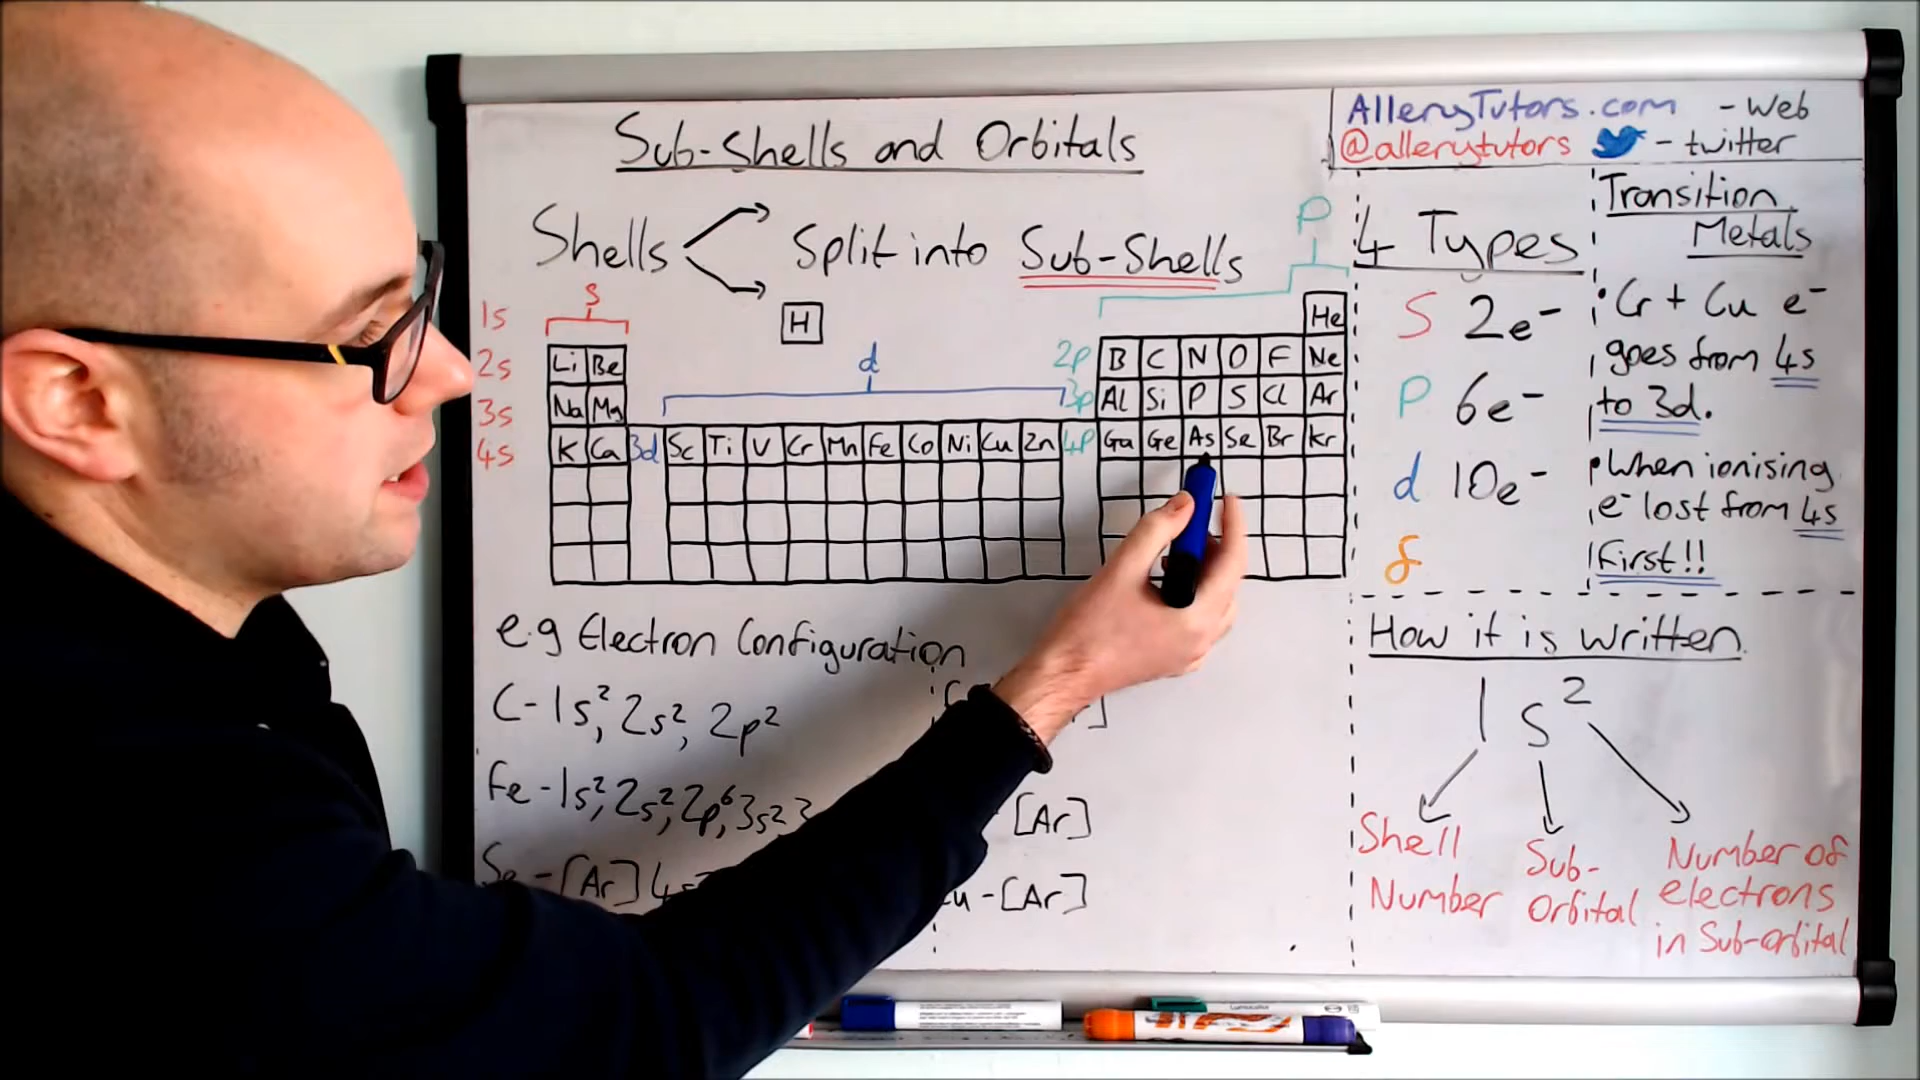 Sub-Shells and Orbitals
AlleryTutors.com - Web
@allerytutors - twitter
Shells Split into Sub-Shells
s
p
d
1s H He
2s Li Be 2p B C N O F Ne
3s Na Mg 3p Al Si P S Cl Ar
4s K Ca 3d Sc Ti V Cr Mn Fe Co Ni Cu Zn 4p Ga Ge As Se Br Kr
e.g Electron Configuration
C - 1s², 2s², 2p²
Fe - 1s², 2s², 2p⁶, 3s²
Se - [Ar] 4s²
[Ar]
- [Ar]
4 Types
S 2e⁻
P 6e⁻
d 10e⁻
f
Transition
Metals
• Cr + Cu e⁻
goes from 4s
to 3d.
• When ionising
e⁻ lost from 4s
First!!
How it is written
1 s ²
Shell
Number
Sub-
Orbital
Number of
electrons
in Sub-orbital